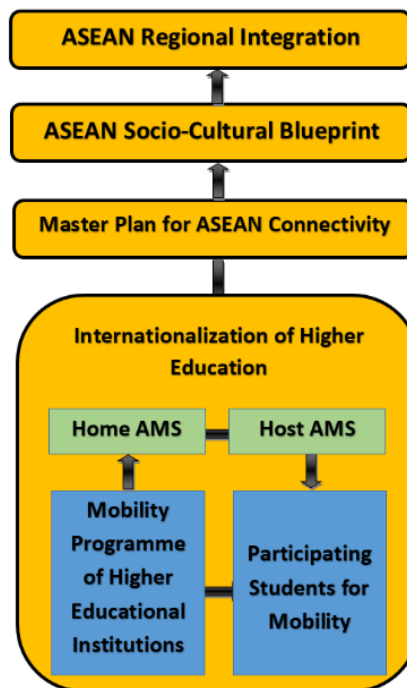 ASEAN Regional Integration
ASEAN Socio-Cultural Blueprint
Master Plan for ASEAN Connectivity
Internationalization of Higher
Education
Home AMS
Host AMS
Mobility
Programme
of Higher
Educational
Institutions
Participating
Students for
Mobility